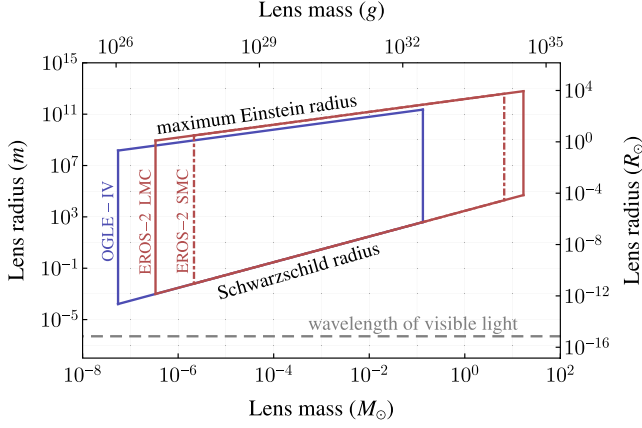 Lens mass (g)
10^26 10^29 10^32 10^35
10^15
10^11
10^7
10^3
10^-1
10^-5
Lens radius (m)
maximum Einstein radius
OGLE − IV
EROS−2 LMC
EROS−2 SMC
Schwarzschild radius
wavelength of visible light
10^4
10^0
10^-4
10^-8
10^-12
10^-16
Lens radius (R⊙)
10^-8 10^-6 10^-4 10^-2 10^0 10^2
Lens mass (M⊙)